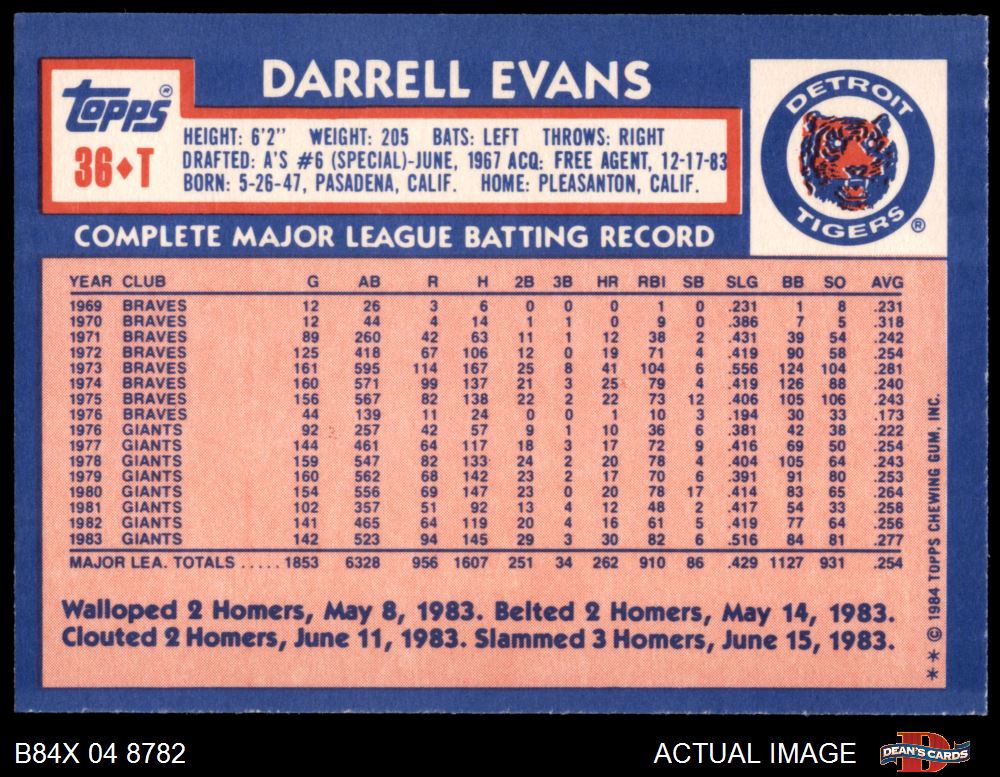 DARRELL EVANS
Topps®
36♦T
HEIGHT: 6'2" WEIGHT: 205 BATS: LEFT THROWS: RIGHT
DRAFTED: A'S #6 (SPECIAL)-JUNE, 1967 ACQ: FREE AGENT, 12-17-83
BORN: 5-26-47, PASADENA, CALIF. HOME: PLEASANTON, CALIF.
DETROIT
TIGERS®
COMPLETE MAJOR LEAGUE BATTING RECORD
YEAR CLUB G AB R H 2B 3B HR RBI SB SLG BB SO AVG
1969 BRAVES 12 26 3 6 0 0 0 1 0 .231 1 8 .231
1970 BRAVES 12 44 4 14 1 1 0 9 0 .386 7 5 .318
1971 BRAVES 89 260 42 63 11 1 12 38 2 .431 39 54 .242
1972 BRAVES 125 418 67 106 12 0 19 71 4 .419 90 58 .254
1973 BRAVES 161 595 114 167 25 8 41 104 6 .556 124 104 .281
1974 BRAVES 160 571 99 137 21 3 25 79 4 .419 126 88 .240
1975 BRAVES 156 567 82 138 22 2 22 73 12 .406 105 106 .243
1976 BRAVES 44 139 11 24 0 0 1 10 3 .194 30 33 .173
1976 GIANTS 92 257 42 57 9 1 10 36 6 .381 42 38 .222
1977 GIANTS 144 461 64 117 18 3 17 72 9 .416 69 50 .254
1978 GIANTS 159 547 82 133 24 2 20 78 4 .404 105 64 .243
1979 GIANTS 160 562 68 142 23 2 17 70 6 .391 91 80 .253
1980 GIANTS 154 556 69 147 23 0 20 78 17 .414 83 65 .264
1981 GIANTS 102 357 51 92 13 4 12 48 2 .417 54 33 .258
1982 GIANTS 141 465 64 119 20 4 16 61 5 .419 77 64 .256
1983 GIANTS 142 523 94 145 29 3 30 82 6 .516 84 81 .277
MAJOR LEA. TOTALS ..... 1853 6328 956 1607 251 34 262 910 86 .429 1127 931 .254
Walloped 2 Homers, May 8, 1983. Belted 2 Homers, May 14, 1983.
Clouted 2 Homers, June 11, 1983. Slammed 3 Homers, June 15, 1983.
** © 1984 TOPPS CHEWING GUM, INC.
B84X 04 8782
ACTUAL IMAGE
DEAN'S CARDS